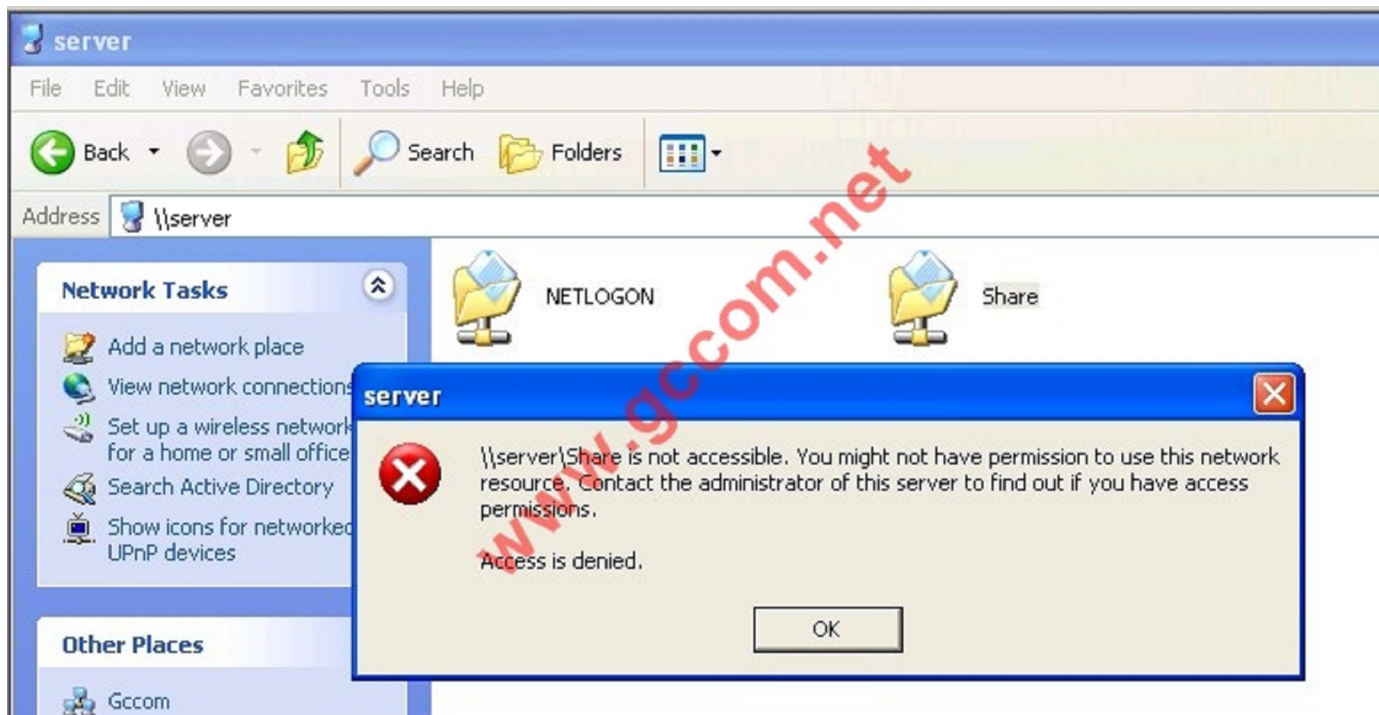 server
File Edit View Favorites Tools Help
Back Search Folders
Address \\server
Network Tasks
NETLOGON
Share
Add a network place
View network connections
Set up a wireless network
for a home or small office
Search Active Directory
Show icons for networked
UPnP devices
Other Places
Gccom
server
\\server\Share is not accessible. You might not have permission to use this network
resource. Contact the administrator of this server to find out if you have access
permissions.
Access is denied.
OK
www.gccom.net